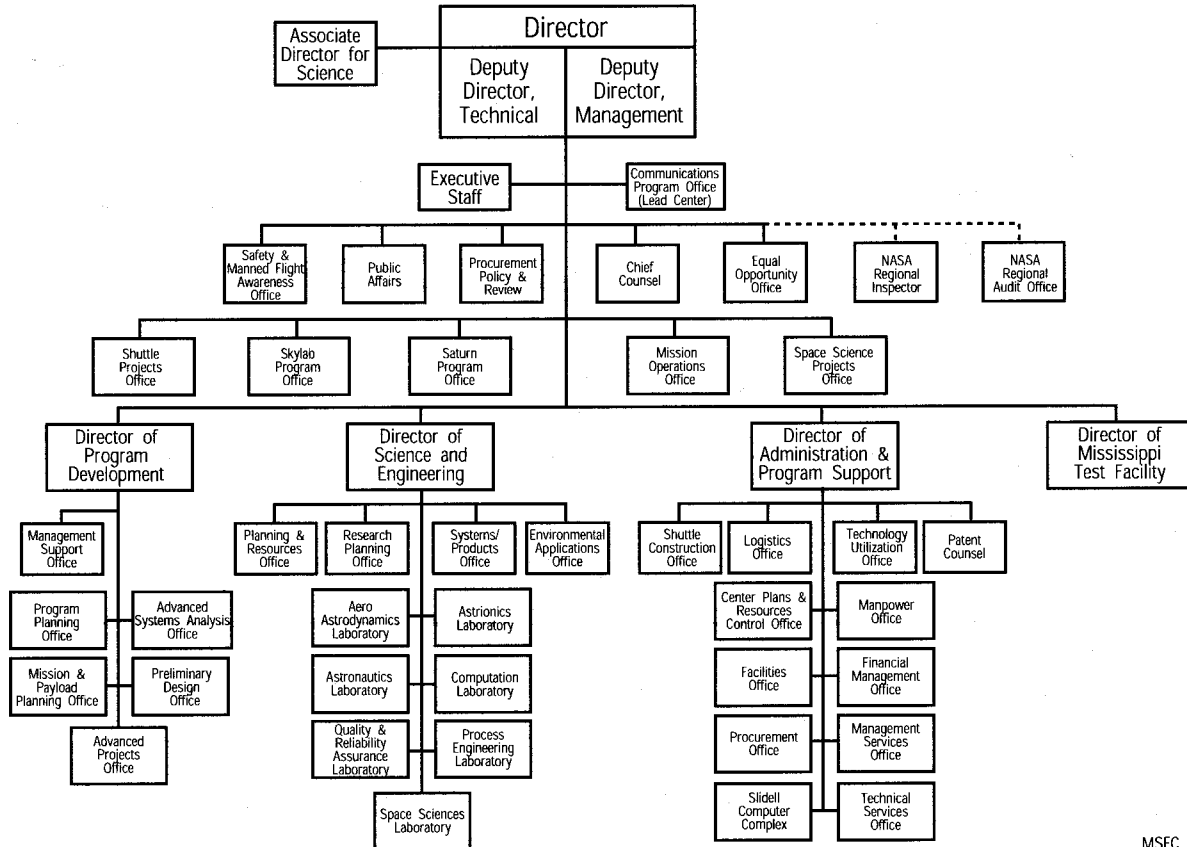 Associate
Director for
Science
Director
Deputy
Director,
Technical
Deputy
Director,
Management
Executive
Staff
Communications
Program Office
(Lead Center)
Safety &
Manned Flight
Awareness
Office
Public
Affairs
Procurement
Policy &
Review
Chief
Counsel
Equal
Opportunity
Office
NASA
Regional
Inspector
NASA
Regional
Audit Office
Shuttle
Projects
Office
Skylab
Program
Office
Saturn
Program
Office
Mission
Operations
Office
Space Science
Projects
Office
Director of
Program
Development
Director of
Science and
Engineering
Director of
Administration &
Program Support
Director of
Mississippi
Test Facility
Management
Support
Office
Program
Planning
Office
Advanced
Systems Analysis
Office
Mission &
Payload
Planning Office
Preliminary
Design
Office
Advanced
Projects
Office
Planning &
Resources
Office
Research
Planning
Office
Systems/
Products
Office
Environmental
Applications
Office
Aero
Astrodynamics
Laboratory
Astrionics
Laboratory
Astronautics
Laboratory
Computation
Laboratory
Quality &
Reliability
Assurance
Laboratory
Process
Engineering
Laboratory
Space Sciences
Laboratory
Shuttle
Construction
Office
Logistics
Office
Technology
Utilization
Office
Patent
Counsel
Center Plans &
Resources
Control Office
Manpower
Office
Facilities
Office
Financial
Management
Office
Procurement
Office
Management
Services
Office
Slidell
Computer
Complex
Technical
Services
Office
MSFC